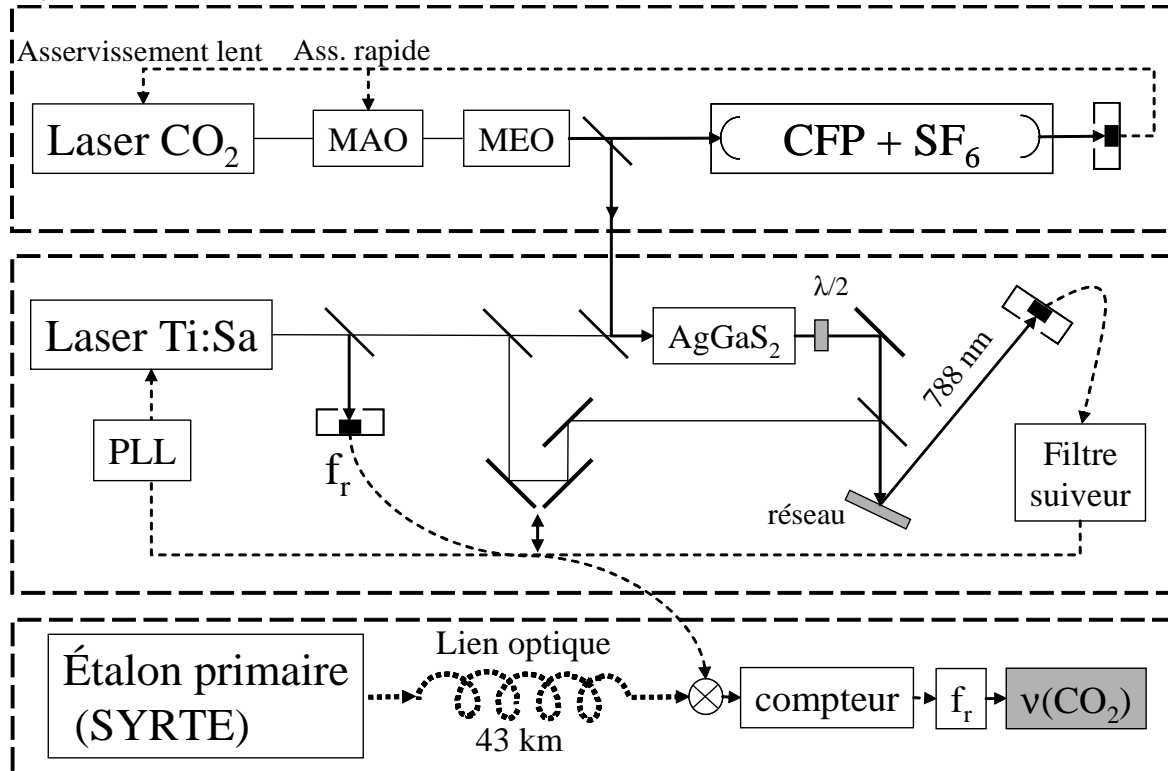 Asservissement lent
Ass. rapide
Laser CO₂
MAO
MEO
CFP + SF₆
Laser Ti:Sa
AgGaS₂
λ/2
788 nm
PLL
fᵣ
réseau
Filtre
suiveur
Étalon primaire
(SYRTE)
Lien optique
43 km
compteur
fᵣ
ν(CO₂)